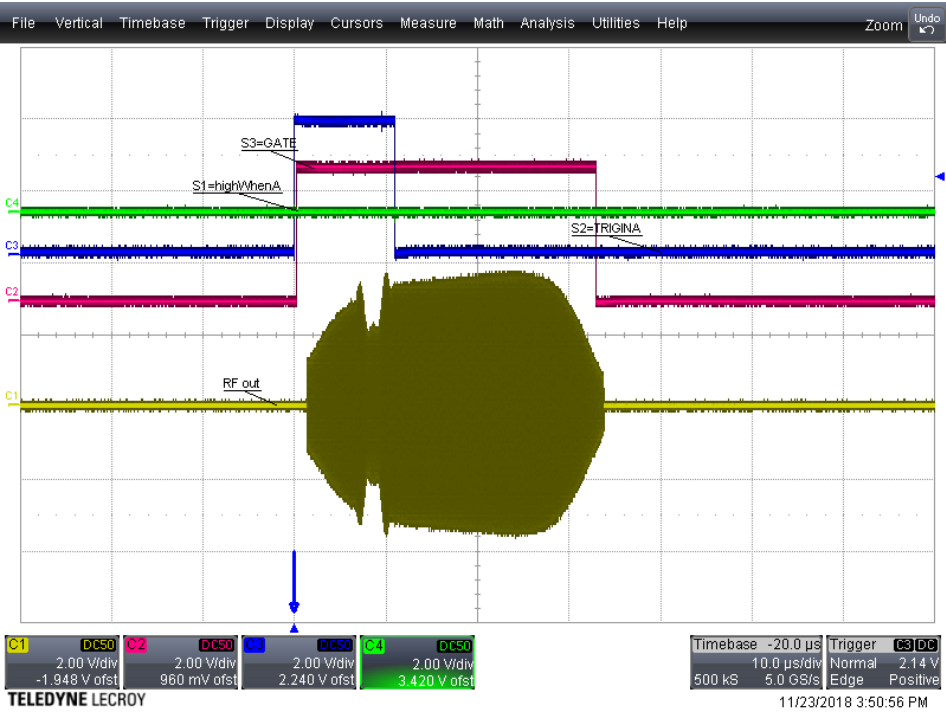 File Vertical Timebase Trigger Display Cursors Measure Math Analysis Utilities Help Zoom Undo
S3=GATE
S1=highWhenA
C4
S2=TRIGINA
C3
C2
RF out
C1
C1 DC50 C2 DC50 C3 DC50 C4 DC50 Timebase -20.0 µs Trigger C3 DC
2.00 V/div 2.00 V/div 2.00 V/div 2.00 V/div 10.0 µs/div Normal 2.14 V
-1.948 V ofst 960 mV ofst 2.240 V ofst 3.420 V ofst 500 kS 5.0 GS/s Edge Positive
TELEDYNE LECROY 11/23/2018 3:50:56 PM